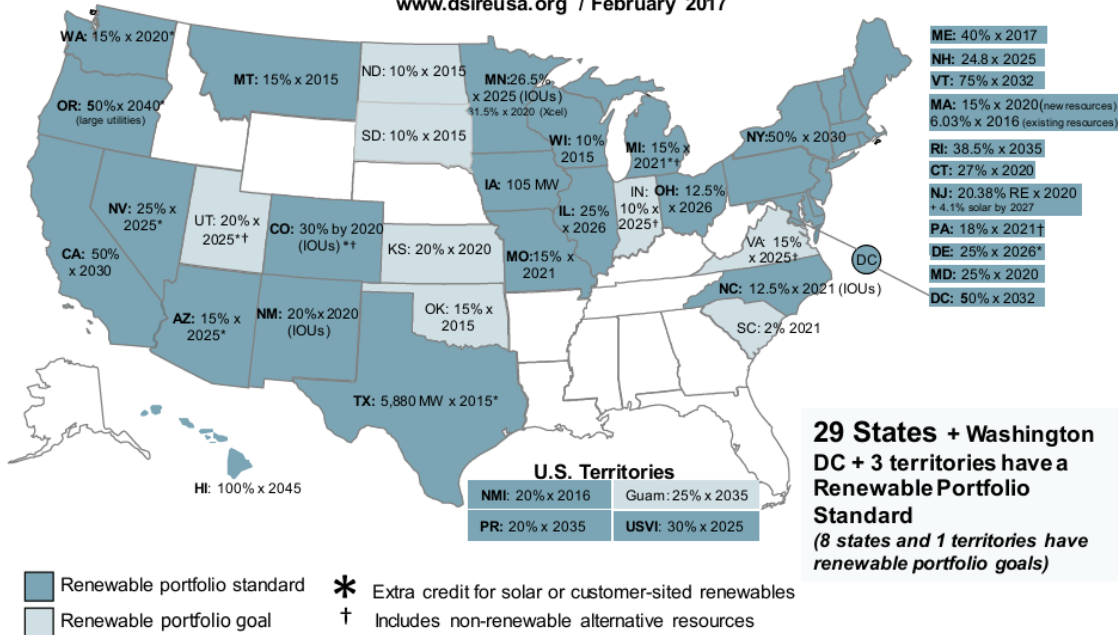 www.dsireusa.org / February 2017
WA: 15% x 2020*
OR: 50%x 2040*
(large utilities)
CA: 50%
x 2030
MT: 15% x 2015
NV: 25% x
2025*
UT: 20% x
2025*†
AZ: 15% x
2025*
ND: 10% x 2015
SD: 10% x 2015
CO: 30% by 2020
(IOUs) *†
NM: 20%x 2020
(IOUs)
KS: 20% x 2020
OK: 15% x
2015
TX: 5,880 MW x 2015*
HI: 100% x 2045
MN:26.5%
x 2025 (IOUs)
31.5% x 2020 (Xcel)
IA: 105 MW
MO:15% x
2021
WI: 10%
2015
IL: 25%
x 2026
MI: 15% x
2021*†
IN:
10% x
2025†
OH: 12.5%
x 2026
NY:50% x 2030
VA: 15%
x 2025†
NC: 12.5% x 2021 (IOUs)
SC: 2% 2021
DC
ME: 40% x 2017
NH: 24.8 x 2025
VT: 75% x 2032
MA: 15% x 2020(new resources)
6.03% x 2016 (existing resources)
RI: 38.5% x 2035
CT: 27% x 2020
NJ: 20.38% RE x 2020
+ 4.1% solar by 2027
PA: 18% x 2021†
DE: 25% x 2026*
MD: 25% x 2020
DC: 50% x 2032
U.S. Territories
NMI: 20% x 2016
Guam: 25% x 2035
PR: 20% x 2035
USVI: 30% x 2025
29 States + Washington
DC + 3 territories have a
Renewable Portfolio
Standard
(8 states and 1 territories have
renewable portfolio goals)
Renewable portfolio standard
Renewable portfolio goal
* Extra credit for solar or customer-sited renewables
† Includes non-renewable alternative resources